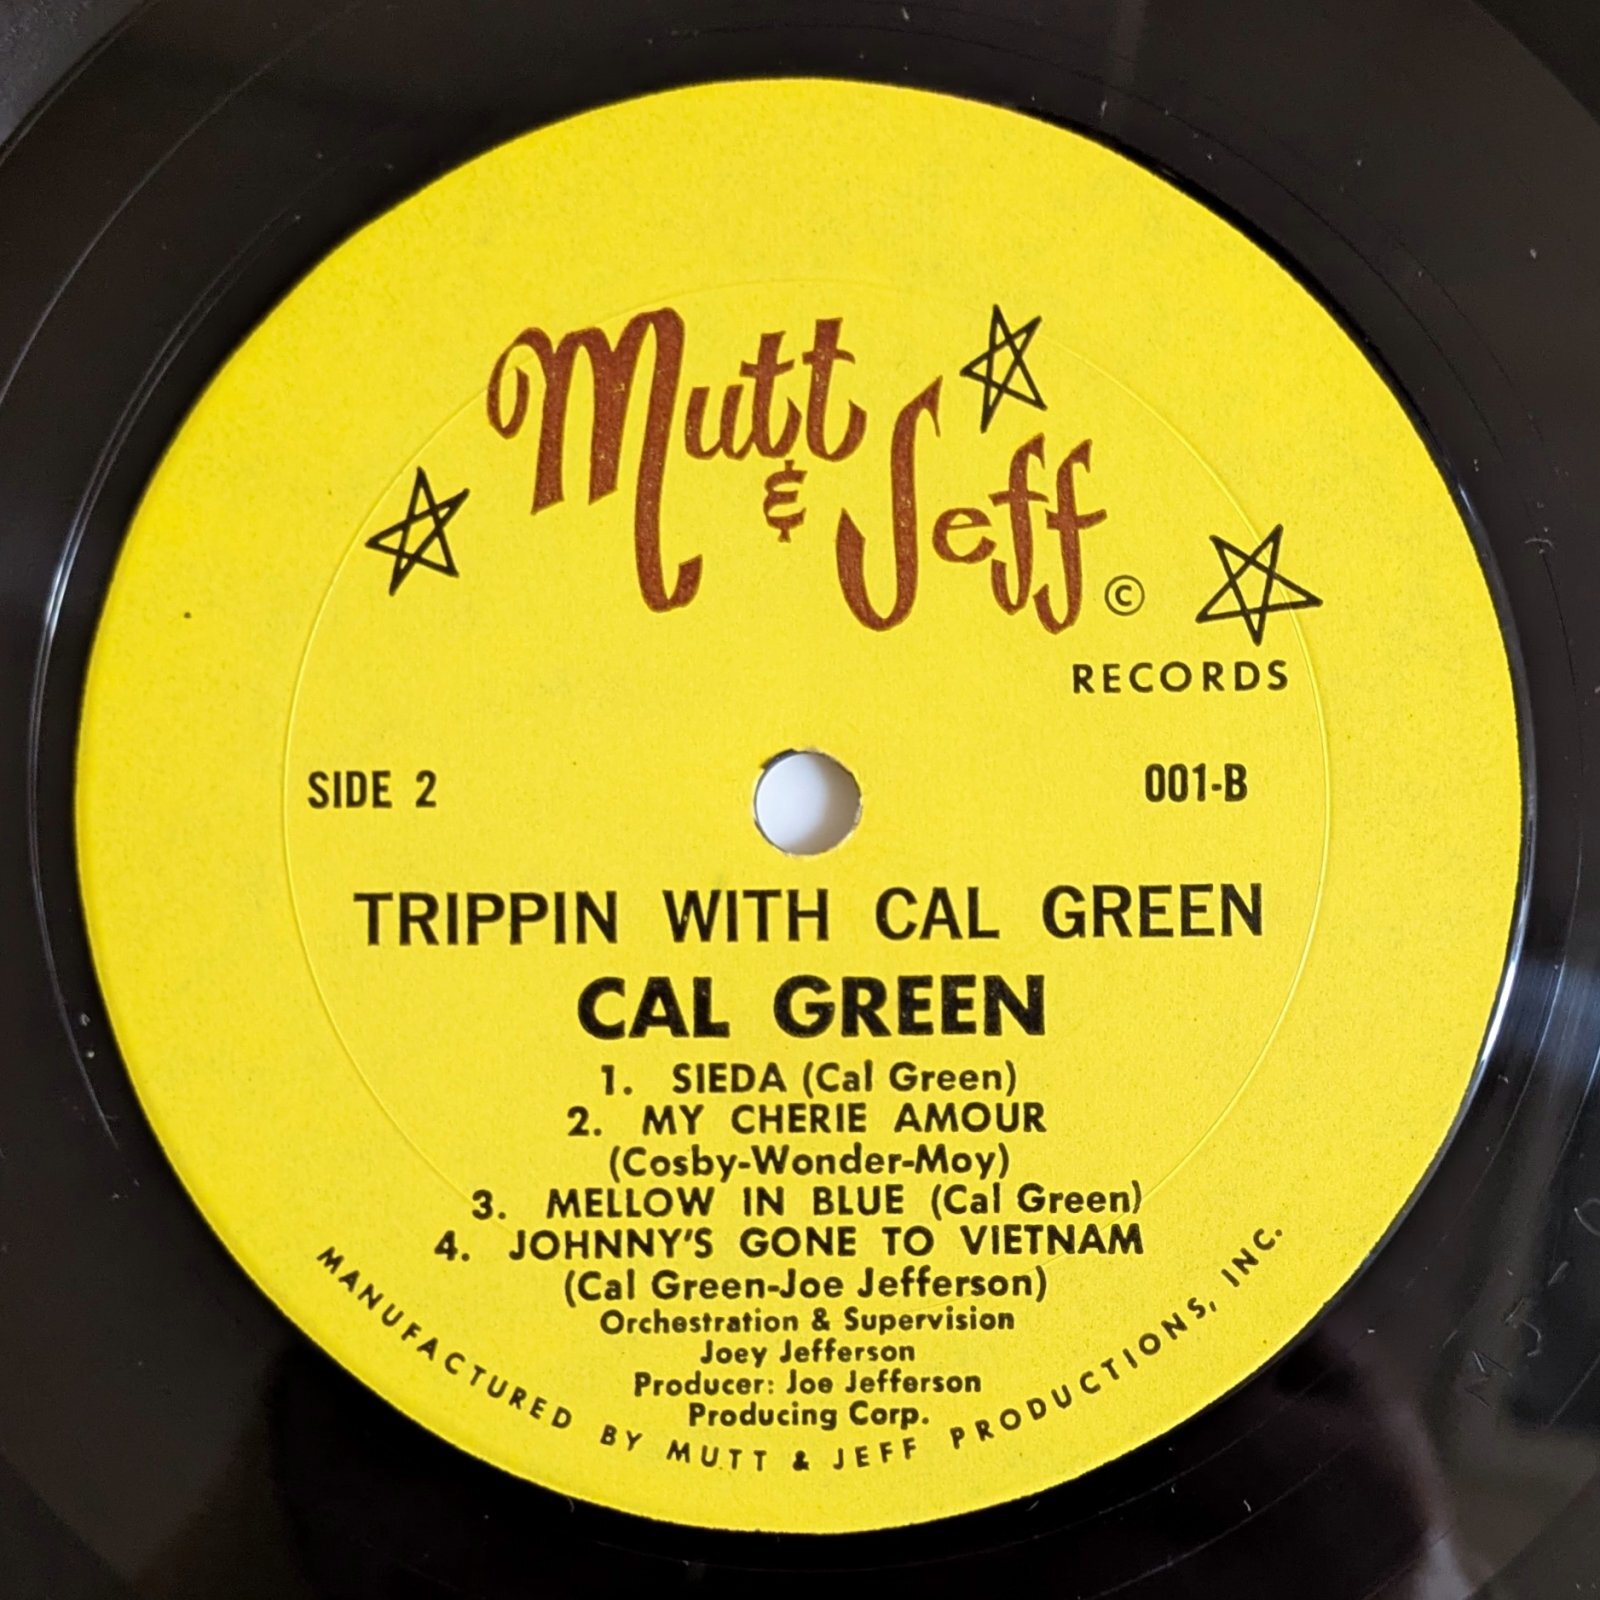 Mutt
&
Jeff ©
RECORDS
SIDE 2
001-B
TRIPPIN WITH CAL GREEN
CAL GREEN
1. SIEDA (Cal Green)
2. MY CHERIE AMOUR
(Cosby-Wonder-Moy)
3. MELLOW IN BLUE (Cal Green)
4. JOHNNY'S GONE TO VIETNAM
(Cal Green-Joe Jefferson)
Orchestration & Supervision
Joey Jefferson
Producer: Joe Jefferson
Producing Corp.
MANUFACTURED BY MUTT & JEFF PRODUCTIONS, INC.